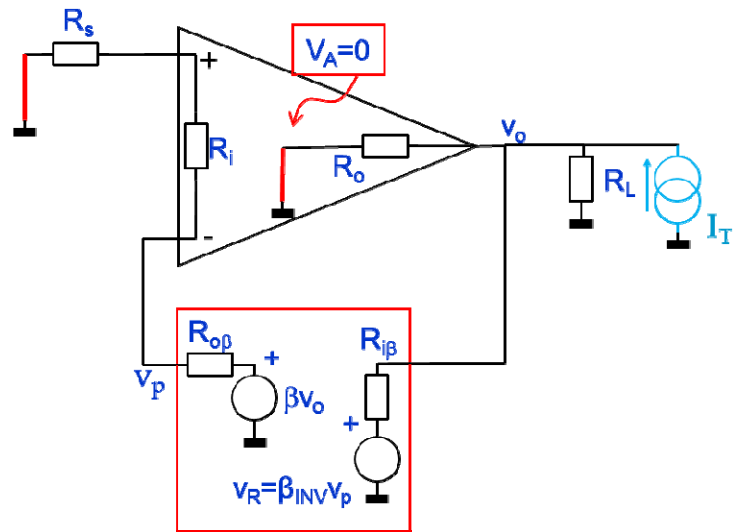 Rs
VA=0
+
Ri
Ro
vo
RL
IT
-
Roβ
+
Riβ
vp
βvo
+
vR=βINVvp